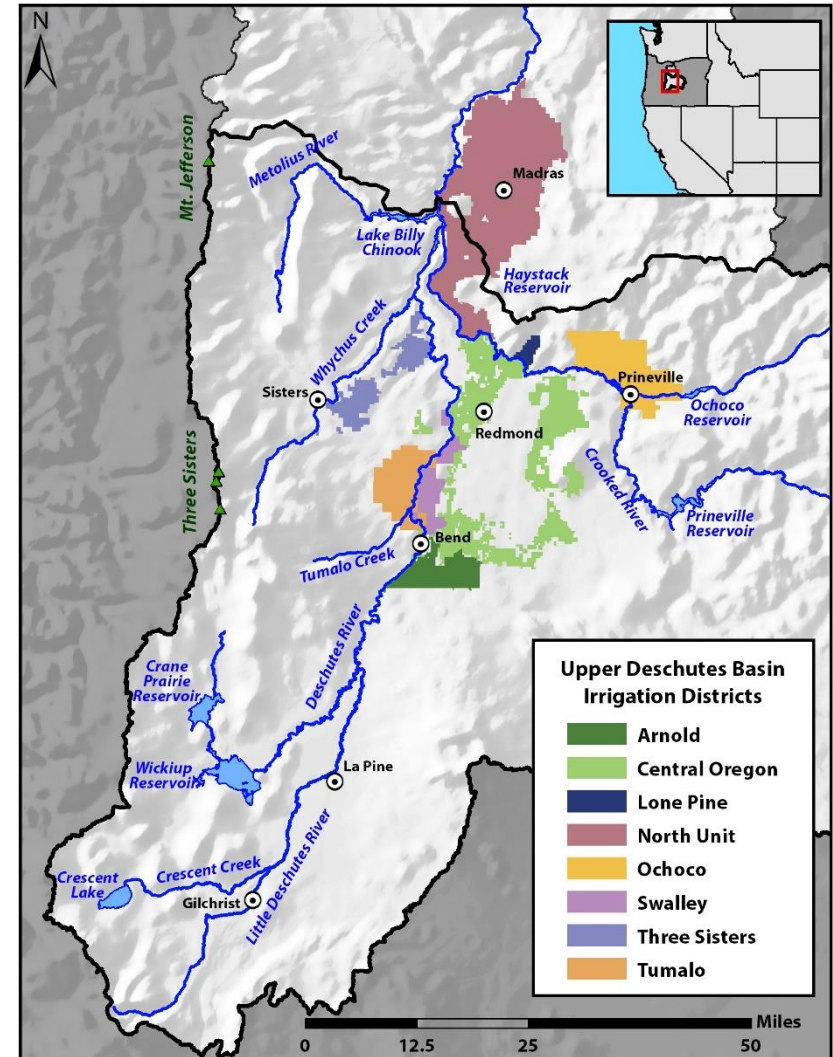 N
Mt. Jefferson
Metolius River
Madras
Lake Billy
Chinook
Haystack
Reservoir
Whychus Creek
Sisters
Prineville
Redmond
Ochoco
Reservoir
Three Sisters
Crooked River
Prineville
Reservoir
Bend
Tumalo Creek
Deschutes River
Crane
Prairie
Reservoir
Wickiup
Reservoir
La Pine
Crescent Creek
Crescent
Lake
Gilchrist
Little Deschutes River
Upper Deschutes Basin
Irrigation Districts
Arnold
Central Oregon
Lone Pine
North Unit
Ochoco
Swalley
Three Sisters
Tumalo
Miles
0 12.5 25 50